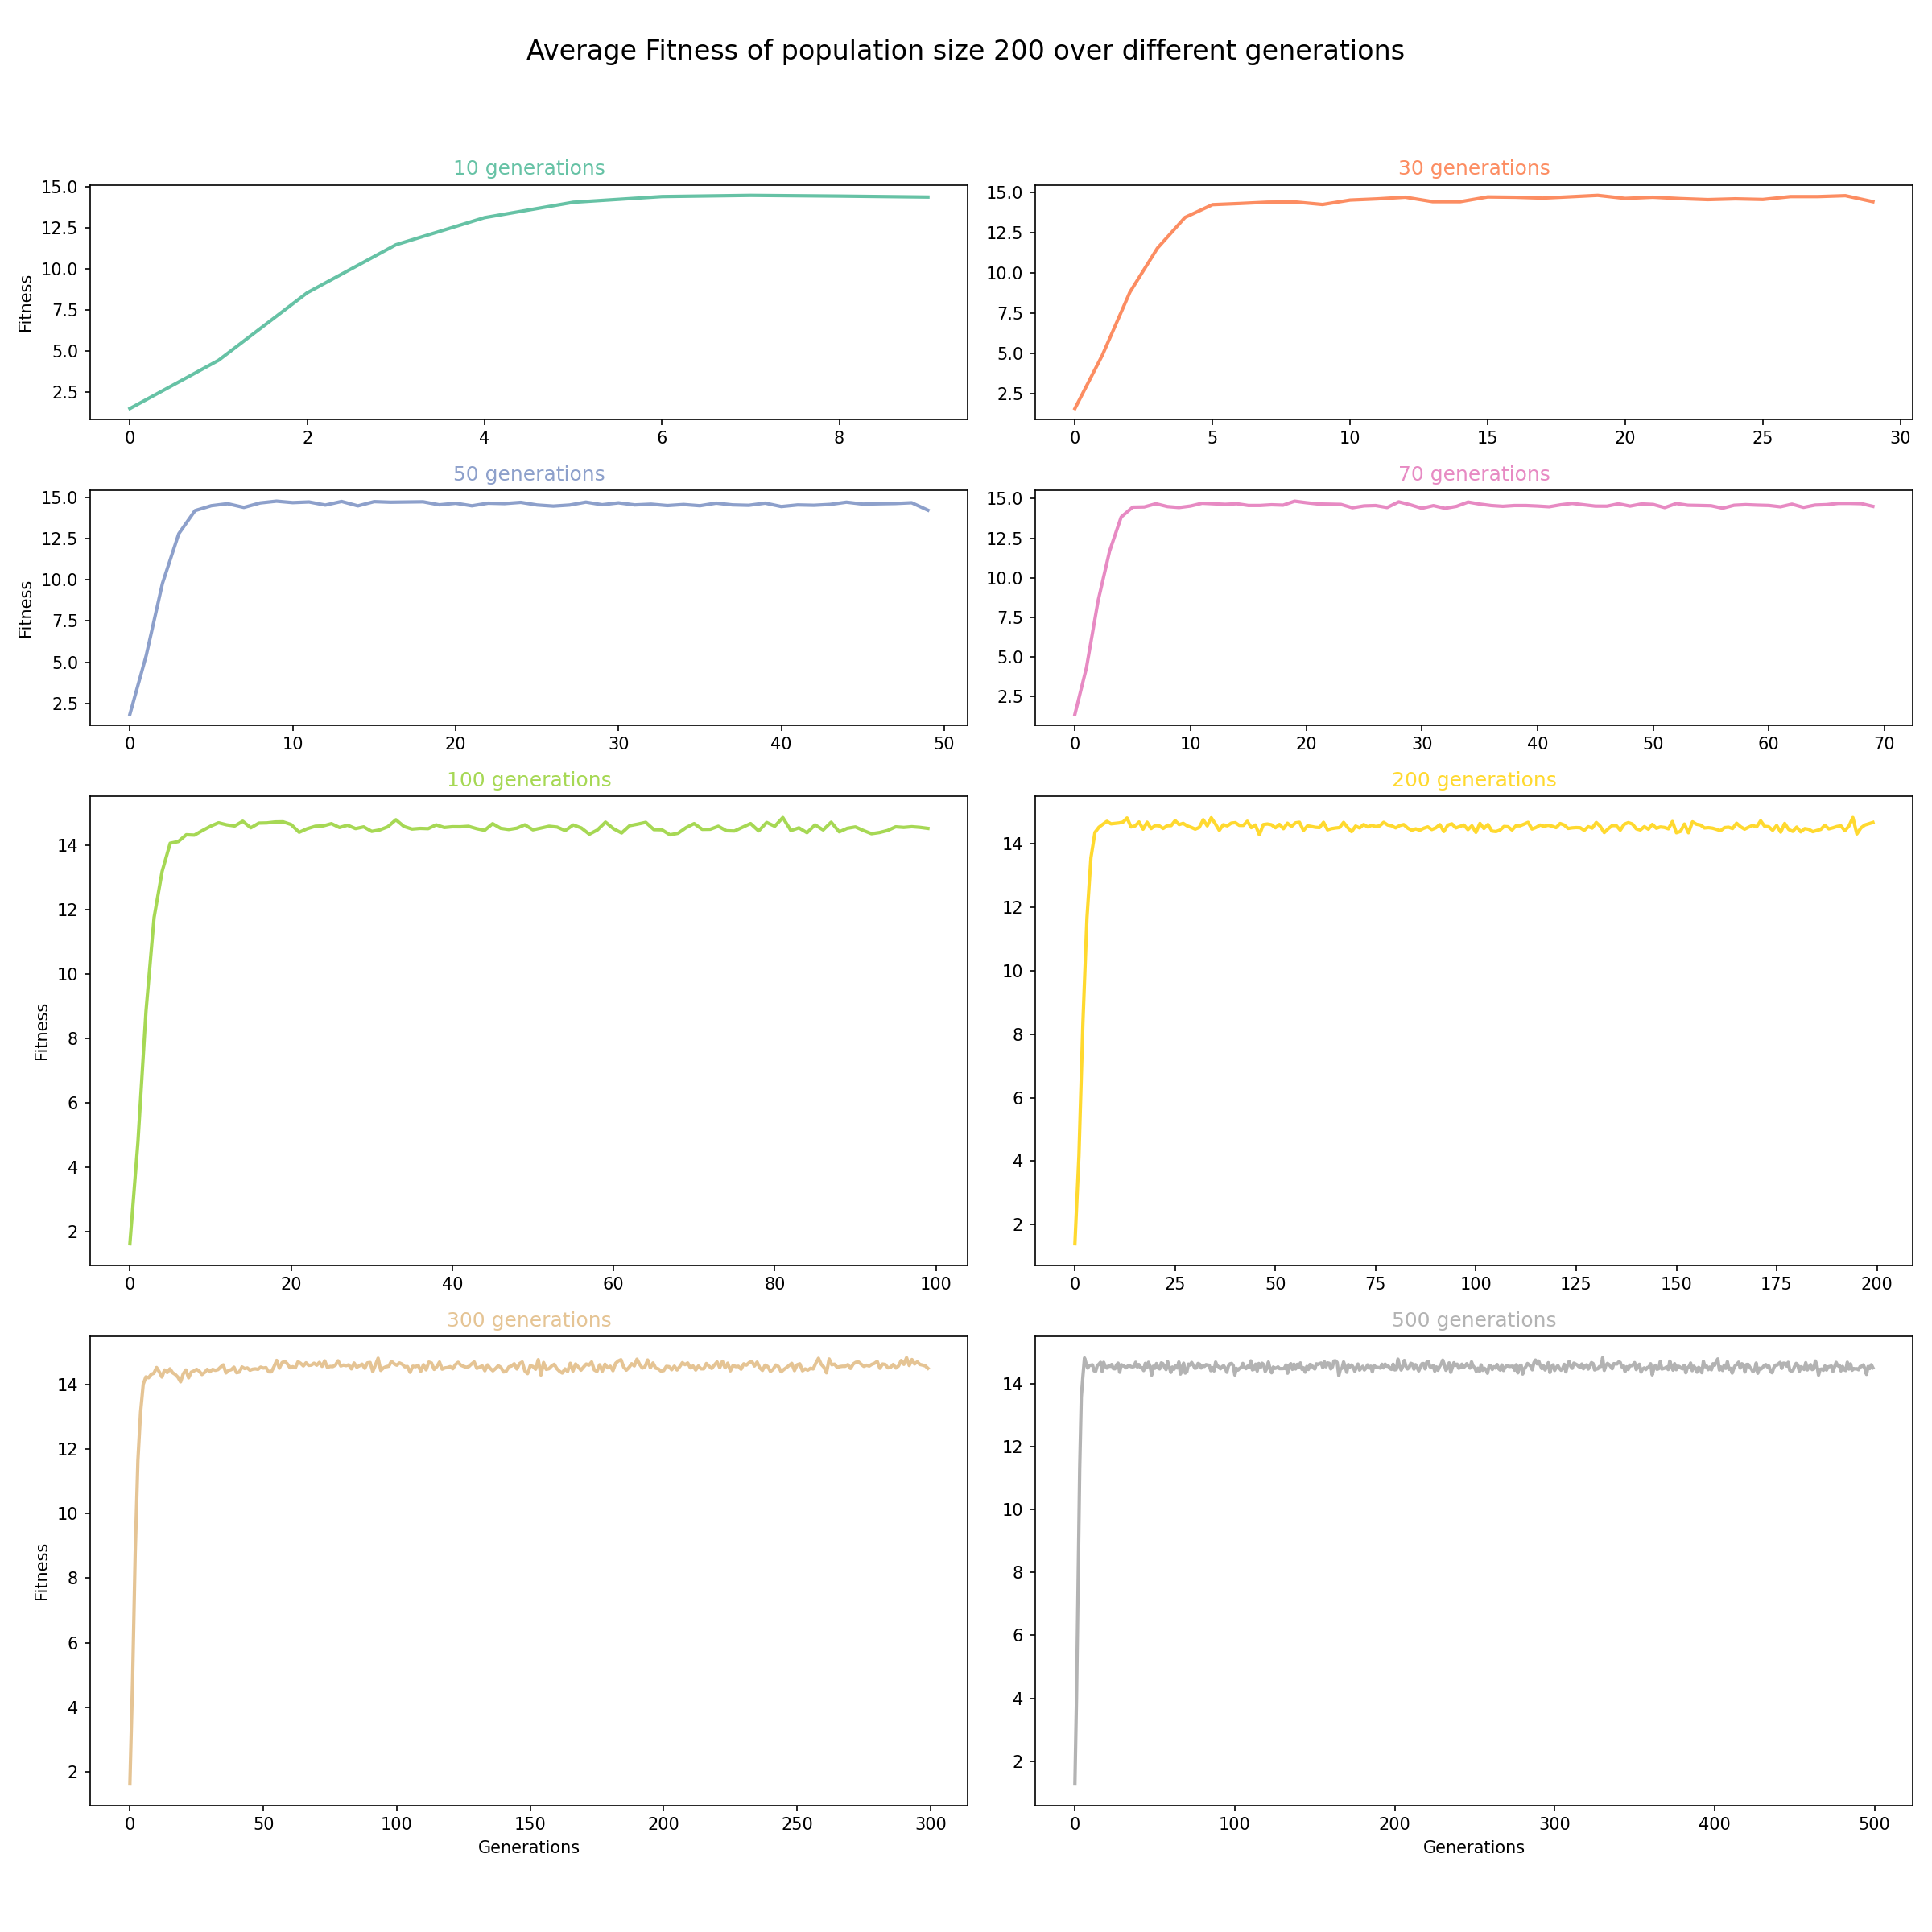 Average Fitness of population size 200 over different generations
10 generations
30 generations
Fitness
15.0
12.5
10.0
7.5
5.0
2.5
0 2 4 6 8
15.0
12.5
10.0
7.5
5.0
2.5
0 5 10 15 20 25 30
50 generations
70 generations
Fitness
15.0
12.5
10.0
7.5
5.0
2.5
0 10 20 30 40 50
15.0
12.5
10.0
7.5
5.0
2.5
0 10 20 30 40 50 60 70
100 generations
200 generations
Fitness
14
12
10
8
6
4
2
0 20 40 60 80 100
14
12
10
8
6
4
2
0 25 50 75 100 125 150 175 200
300 generations
500 generations
Fitness
14
12
10
8
6
4
2
0 50 100 150 200 250 300
Generations
14
12
10
8
6
4
2
0 100 200 300 400 500
Generations